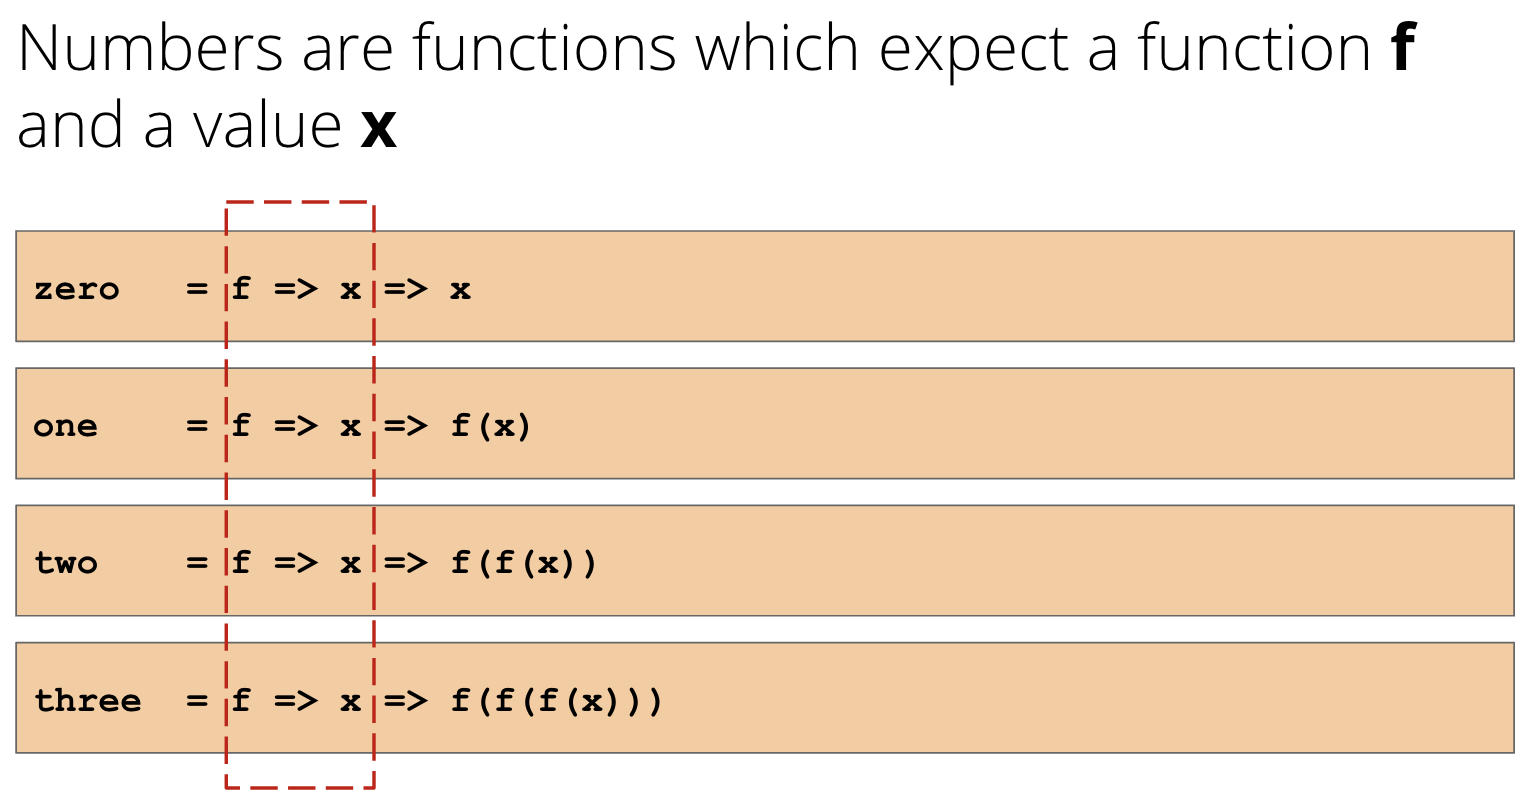 Numbers are functions which expect a function f
and a value x
zero = f => x => x
one = f => x => f(x)
two = f => x => f(f(x))
three = f => x => f(f(f(x)))